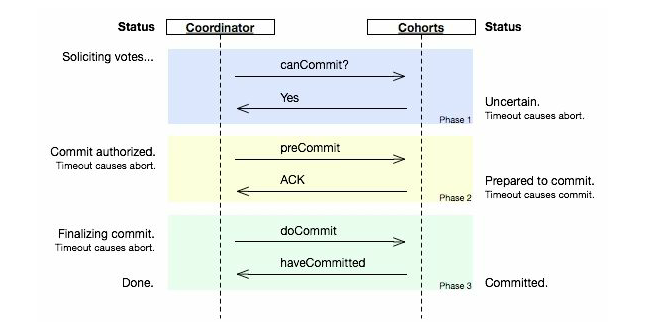 Status Coordinator Cohorts Status
Soliciting votes...
canCommit?
Yes
Uncertain.
Timeout causes abort.
Phase 1
Commit authorized.
Timeout causes abort.
preCommit
ACK
Prepared to commit.
Timeout causes commit.
Phase 2
Finalizing commit.
Timeout causes abort.
doCommit
haveCommitted
Done.
Phase 3
Committed.